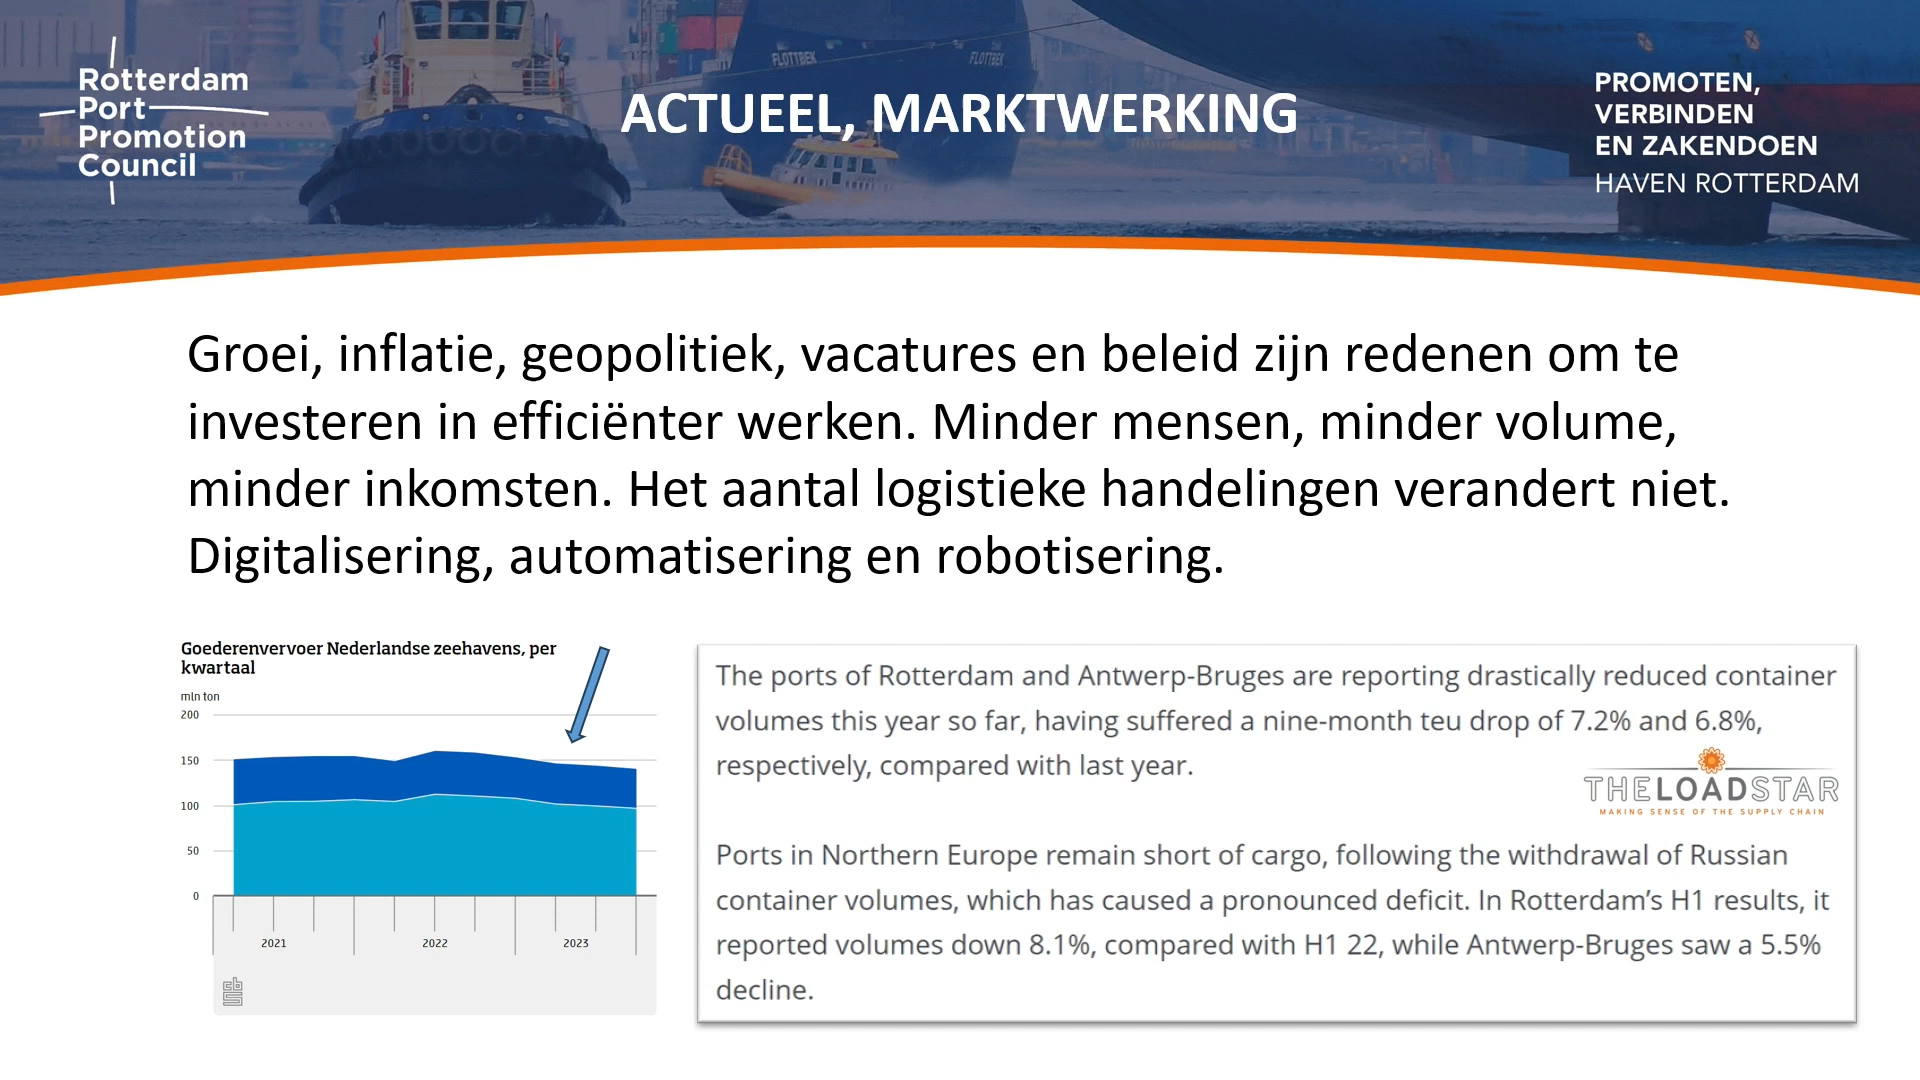 Rotterdam
Port
Promotion
Council
FLOTTBEK
FLOTTBEK
ACTUEEL, MARKTWERKING
PROMOTEN,
VERBINDEN
EN ZAKENDOEN
HAVEN ROTTERDAM
Groei, inflatie, geopolitiek, vacatures en beleid zijn redenen om te
investeren in efficiënter werken. Minder mensen, minder volume,
minder inkomsten. Het aantal logistieke handelingen verandert niet.
Digitalisering, automatisering en robotisering.
Goederenvervoer Nederlandse zeehavens, per
kwartaal
mln ton
200
150
100
50
0
2021
2022
2023
cbs
The ports of Rotterdam and Antwerp-Bruges are reporting drastically reduced container
volumes this year so far, having suffered a nine-month teu drop of 7.2% and 6.8%,
respectively, compared with last year.
THELOADSTAR
MAKING SENSE OF THE SUPPLY CHAIN
Ports in Northern Europe remain short of cargo, following the withdrawal of Russian
container volumes, which has caused a pronounced deficit. In Rotterdam’s H1 results, it
reported volumes down 8.1%, compared with H1 22, while Antwerp-Bruges saw a 5.5%
decline.